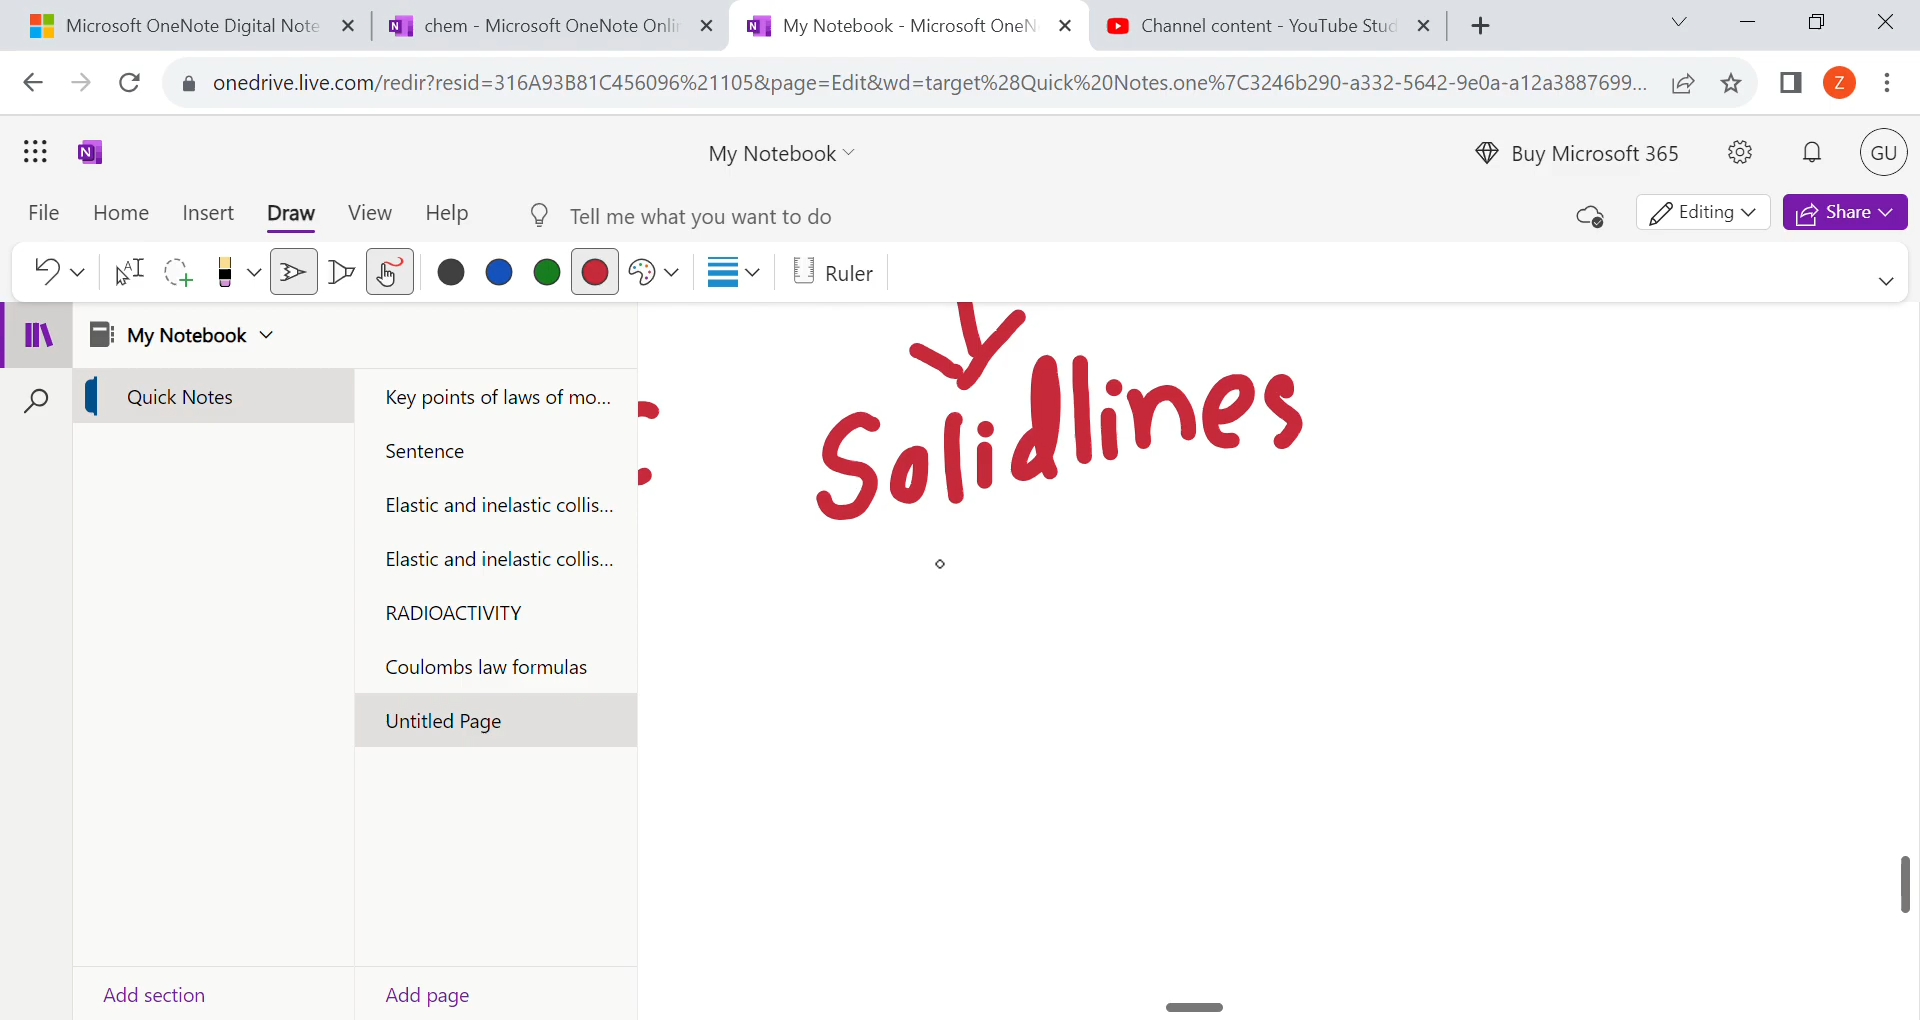 Microsoft OneNote Digital Note
chem - Microsoft OneNote Onli
My Notebook - Microsoft OneN
Channel content - YouTube Stud
onedrive.live.com/redir?resid=316A93B81C456096%21105&page=Edit&wd=target%28Quick%20Notes.one%7C3246b290-a332-5642-9e0a-a12a3887699...
Z
My Notebook
Buy Microsoft 365
GU
File Home Insert Draw View Help
Tell me what you want to do
Editing
Share
Ruler
My Notebook
Quick Notes
Key points of laws of mo...
Sentence
Elastic and inelastic collis...
Elastic and inelastic collis...
RADIOACTIVITY
Coulombs law formulas
Untitled Page
Solidlines
Add section
Add page